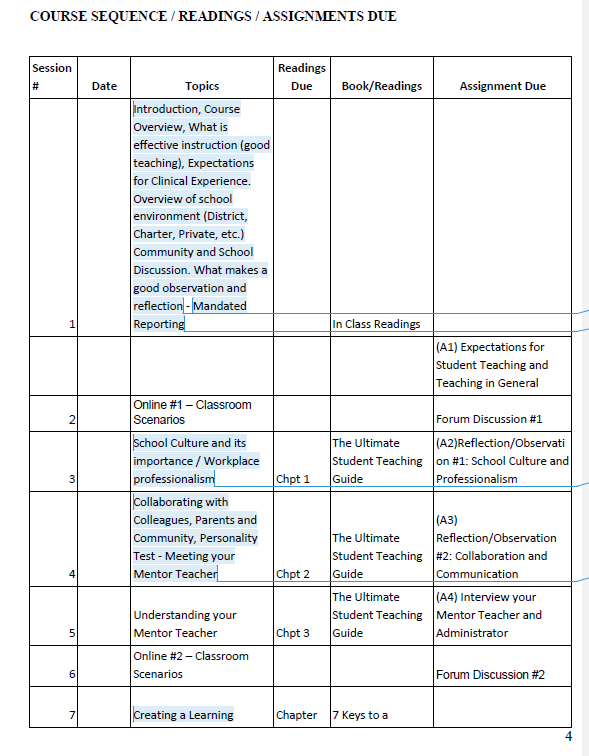 COURSE SEQUENCE / READINGS / ASSIGNMENTS DUE
Session
#
Date
Topics
Readings
Due
Book/Readings
Assignment Due
1
Introduction, Course
Overview, What is
effective instruction (good
teaching), Expectations
for Clinical Experience.
Overview of school
environment (District,
Charter, Private, etc.)
Community and School
Discussion. What makes a
good observation and
reflection - Mandated
Reporting
In Class Readings
(A1) Expectations for
Student Teaching and
Teaching in General
2
Online #1 – Classroom
Scenarios
Forum Discussion #1
3
School Culture and its
importance / Workplace
professionalism
Chpt 1
The Ultimate
Student Teaching
Guide
(A2)Reflection/Observati
on #1: School Culture and
Professionalism
4
Collaborating with
Colleagues, Parents and
Community, Personality
Test - Meeting your
Mentor Teacher
Chpt 2
The Ultimate
Student Teaching
Guide
(A3)
Reflection/Observation
#2: Collaboration and
Communication
5
Understanding your
Mentor Teacher
Chpt 3
The Ultimate
Student Teaching
Guide
(A4) Interview your
Mentor Teacher and
Administrator
6
Online #2 – Classroom
Scenarios
Forum Discussion #2
7
Creating a Learning
Chapter
7 Keys to a
4